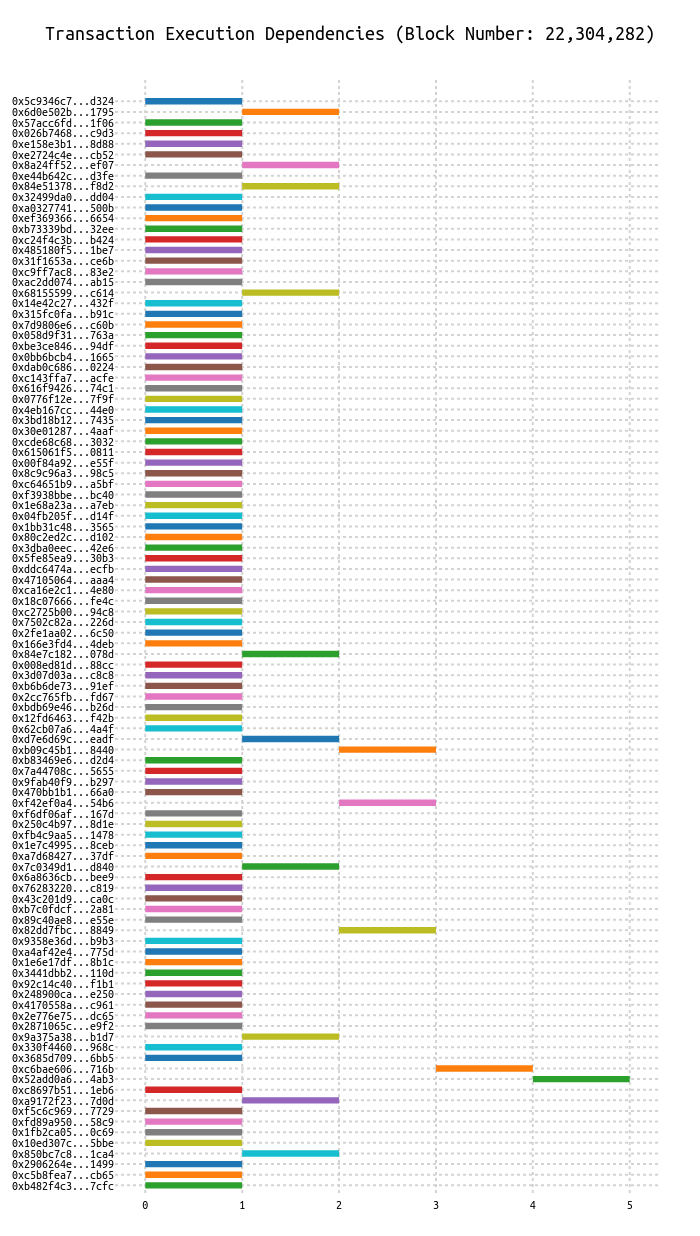 Transaction Execution Dependencies (Block Number: 22,304,282)
0x5c9346c7...d324
0x6d0e502b...1795
0x57acc6fd...1f06
0x026b7468...c9d3
0xe158e3b1...8d88
0xe2724c4e...cb52
0x8a24ff52...ef07
0xe44b642c...d3fe
0x84e51378...f8d2
0x32499da0...dd04
0xa0327741...500b
0xef369366...6654
0xb73339bd...32ee
0xc24f4c3b...b424
0x485180f5...1be7
0x31f1653a...ce6b
0xc9ff7ac8...83e2
0xac2dd074...ab15
0x68155599...c614
0x14e42c27...432f
0x315fc0fa...b91c
0x7d9806e6...c60b
0x058d9f31...763a
0xbe3ce846...94df
0x0bb6bcb4...1665
0xdab0c686...0224
0xc143ffa7...acfe
0x616f9426...74c1
0x0776f12e...7f9f
0x4eb167cc...44e0
0x3bd18b12...7435
0x30e01287...4aaf
0xcde68c68...3032
0x615061f5...0811
0x00f84a92...e55f
0x8c9c96a3...98c5
0xc64651b9...a5bf
0xf3938bbe...bc40
0x1e68a23a...a7eb
0x04fb205f...d14f
0x1bb31c48...3565
0x80c2ed2c...d102
0x3dba0eec...42e6
0x5fe85ea9...30b3
0xddc6474a...ecfb
0x47105064...aaa4
0xca16e2c1...4e80
0x18c07666...fe4c
0xc2725b00...94c8
0x7502c82a...226d
0x2fe1aa02...6c50
0x166e3fd4...4deb
0x84e7c182...078d
0x008ed81d...88cc
0x3d07d03a...c8c8
0xb6b6de73...91ef
0x2cc765fb...fd67
0xbdb69e46...b26d
0x12fd6463...f42b
0x62cb07a6...4a4f
0xd7e6d69c...eadf
0xb09c45b1...8440
0xb83469e6...d2d4
0x7a44708c...5655
0x9fab40f9...b297
0x470bb1b1...66a0
0xf42ef0a4...54b6
0xf6df06af...167d
0x250c4b97...8d1e
0xfb4c9aa5...1478
0x1e7c4995...8ceb
0xa7d68427...37df
0x7c0349d1...d840
0x6a8636cb...bee9
0x76283220...c819
0x43c201d9...ca0c
0xb7c0fdcf...2a81
0x89c40ae8...e55e
0x82dd7fbc...8849
0x9358e36d...b9b3
0xa4af42e4...775d
0x1e6e17df...8b1c
0x3441dbb2...110d
0x92c14c40...f1b1
0x248900ca...e250
0x4170558a...c961
0x2e776e75...dc65
0x2871065c...e9f2
0x9a375a38...b1d7
0x330f4460...968c
0x3685d709...6bb5
0xc6bae606...716b
0x52add0a6...4ab3
0xc8697b51...1eb6
0xa9172f23...7d0d
0xf5c6c969...7729
0xfd89a950...58c9
0x1fb2ca05...0c69
0x10ed307c...5bbe
0x850bc7c8...1ca4
0x2906264e...1499
0xc5b8fea7...cb65
0xb482f4c3...7cfc
0 1 2 3 4 5